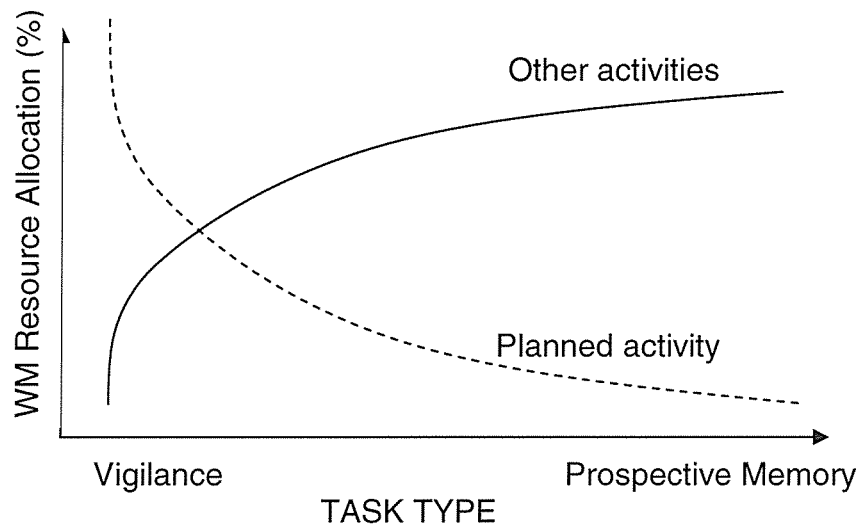 WM Resource Allocation (%)
Other activities
Planned activity
Vigilance
Prospective Memory
TASK TYPE